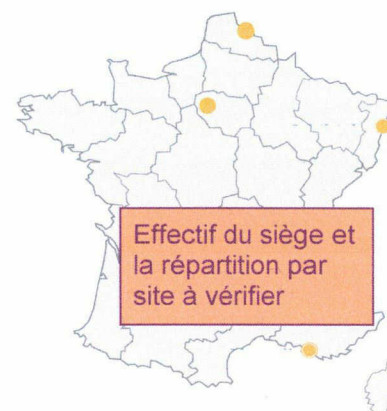 Effectif du siège et
la répartition par
site à vérifier